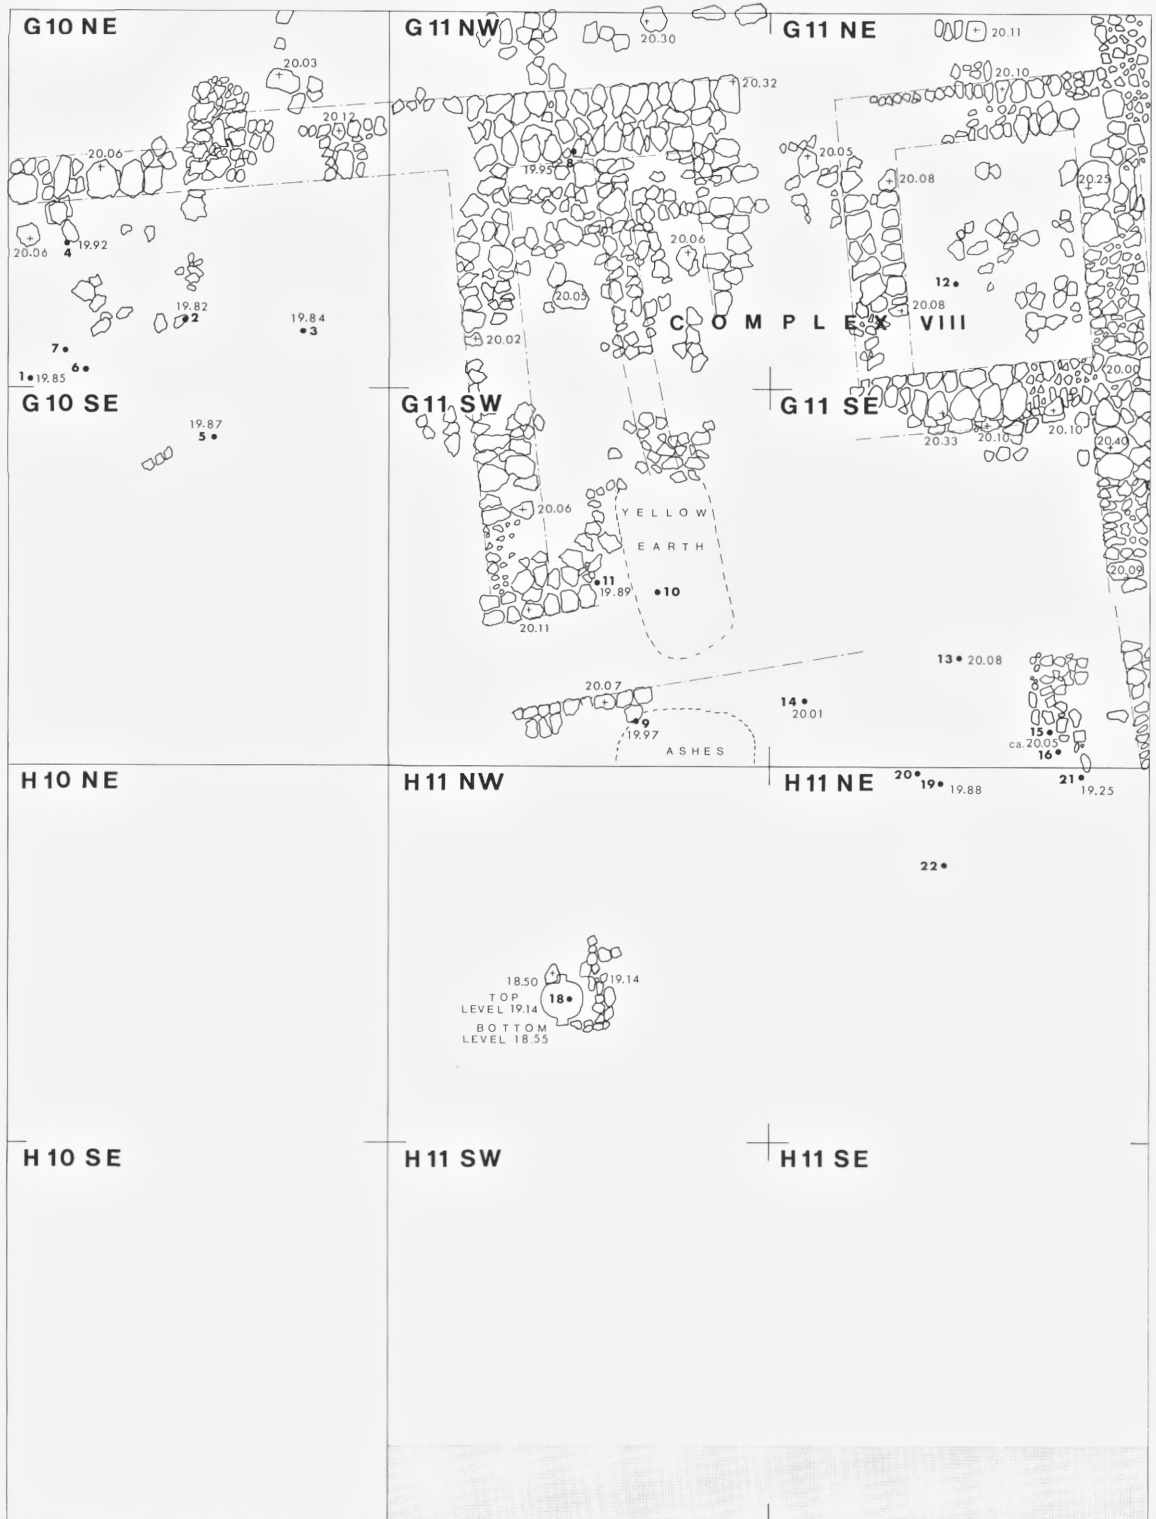 G10 NE
G11 NW
G11 NE
20.30
20.11
20.03
20.10
20.32
20.12
20.06
8
19.95
20.05
20.08
20.25
20.06
4
19.92
20.06
20.05
12
20.08
19.82
2
19.84
3
COMPLEX VIII
20.02
7
6
1
19.85
20.00
G10 SE
G11 SW
G11 SE
20.33
20.10
20.10
20.40
19.87
5
20.06
YELLOW
EARTH
20.09
11
19.89
10
20.11
13
20.08
20.07
14
20.01
9
19.97
15
ca. 20.05
16
ASHES
H10 NE
H11 NW
H11 NE
20
19
19.88
21
19.25
22
18.50
19.14
TOP
LEVEL 19.14
18
BOTTOM
LEVEL 18.55
H10 SE
H11 SW
H11 SE